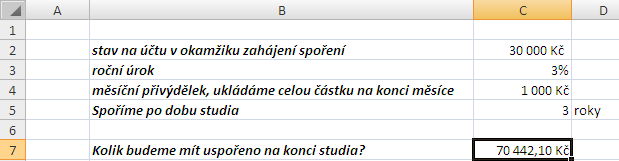 A B C D
1
2 stav na účtu v okamžiku zahájení spoření 30 000 Kč
3 roční úrok 3%
4 měsíční přivýdělek, ukládáme celou částku na konci měsíce 1 000 Kč
5 Spoříme po dobu studia 3 roky
6
7 Kolik budeme mít uspořeno na konci studia? 70 442,10 Kč